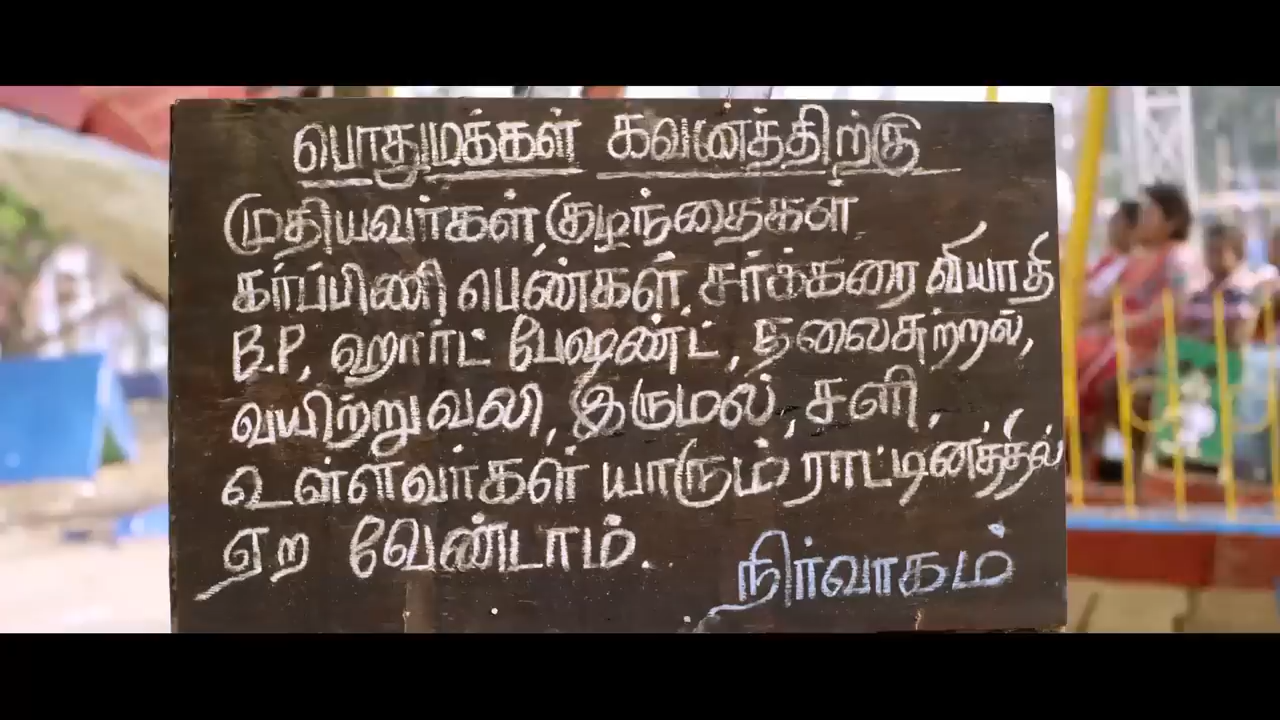 பொதுமக்கள் கவனத்திற்கு
முதியவர்கள், குழந்தைகள்
கர்ப்பிணி பெண்கள், சர்க்கரை வியாதி
B.P, ஹார்ட் பேஷண்ட், தலைசுற்றல்,
வயிற்று வலி, இருமல், சளி,
உள்ளவர்கள் யாரும் ராட்டினத்தில்
ஏற வேண்டாம்.
நிர்வாகம்